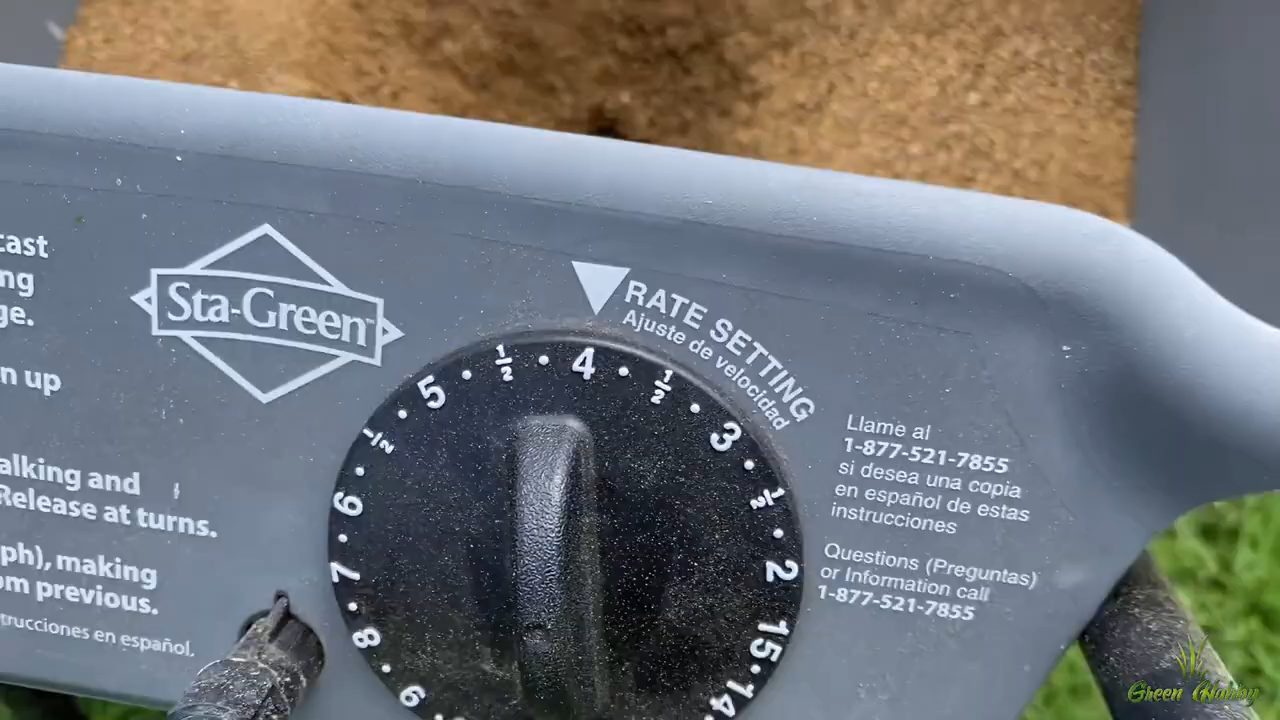 cast
ng
ge.
n up
alking and
Release at turns.
ph), making
om previous.
trucciones en español.
Sta-Green™
RATE SETTING
Ajuste de velocidad
6
½
5
½
4
½
3
½
2
15
14
7
8
9
Llame al
1-877-521-7855
si desea una copia
en español de estas
instrucciones
Questions (Preguntas)
or Information call
1-877-521-7855
Green Hubby